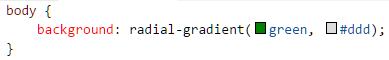 body {
    background: radial-gradient(green, #ddd);
}